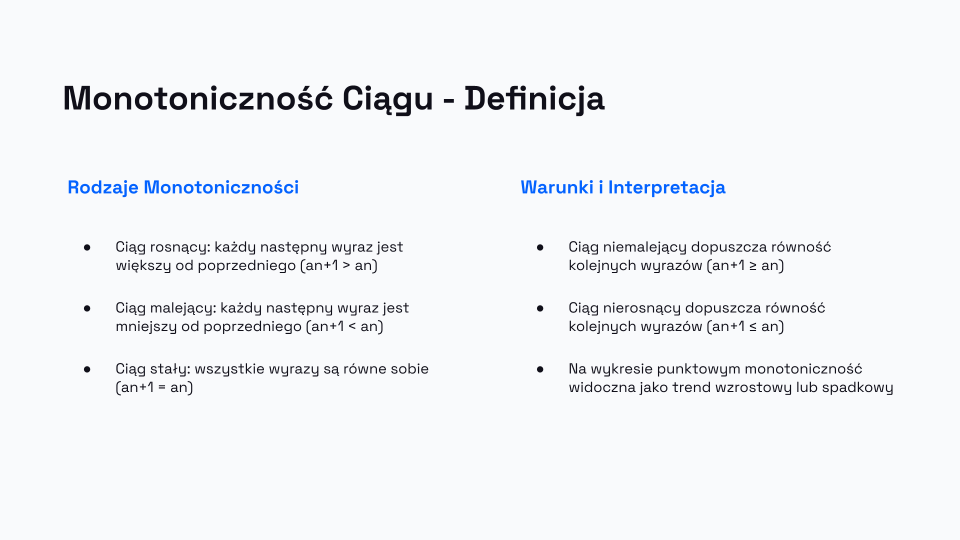 Monotoniczność Ciągu - Definicja
Rodzaje Monotoniczności
● Ciąg rosnący: każdy następny wyraz jest
większy od poprzedniego (an+1 > an)
● Ciąg malejący: każdy następny wyraz jest
mniejszy od poprzedniego (an+1 < an)
● Ciąg stały: wszystkie wyrazy są równe sobie
(an+1 = an)
Warunki i Interpretacja
● Ciąg niemalejący dopuszcza równość
kolejnych wyrazów (an+1 ≥ an)
● Ciąg nierosnący dopuszcza równość
kolejnych wyrazów (an+1 ≤ an)
● Na wykresie punktowym monotoniczność
widoczna jako trend wzrostowy lub spadkowy